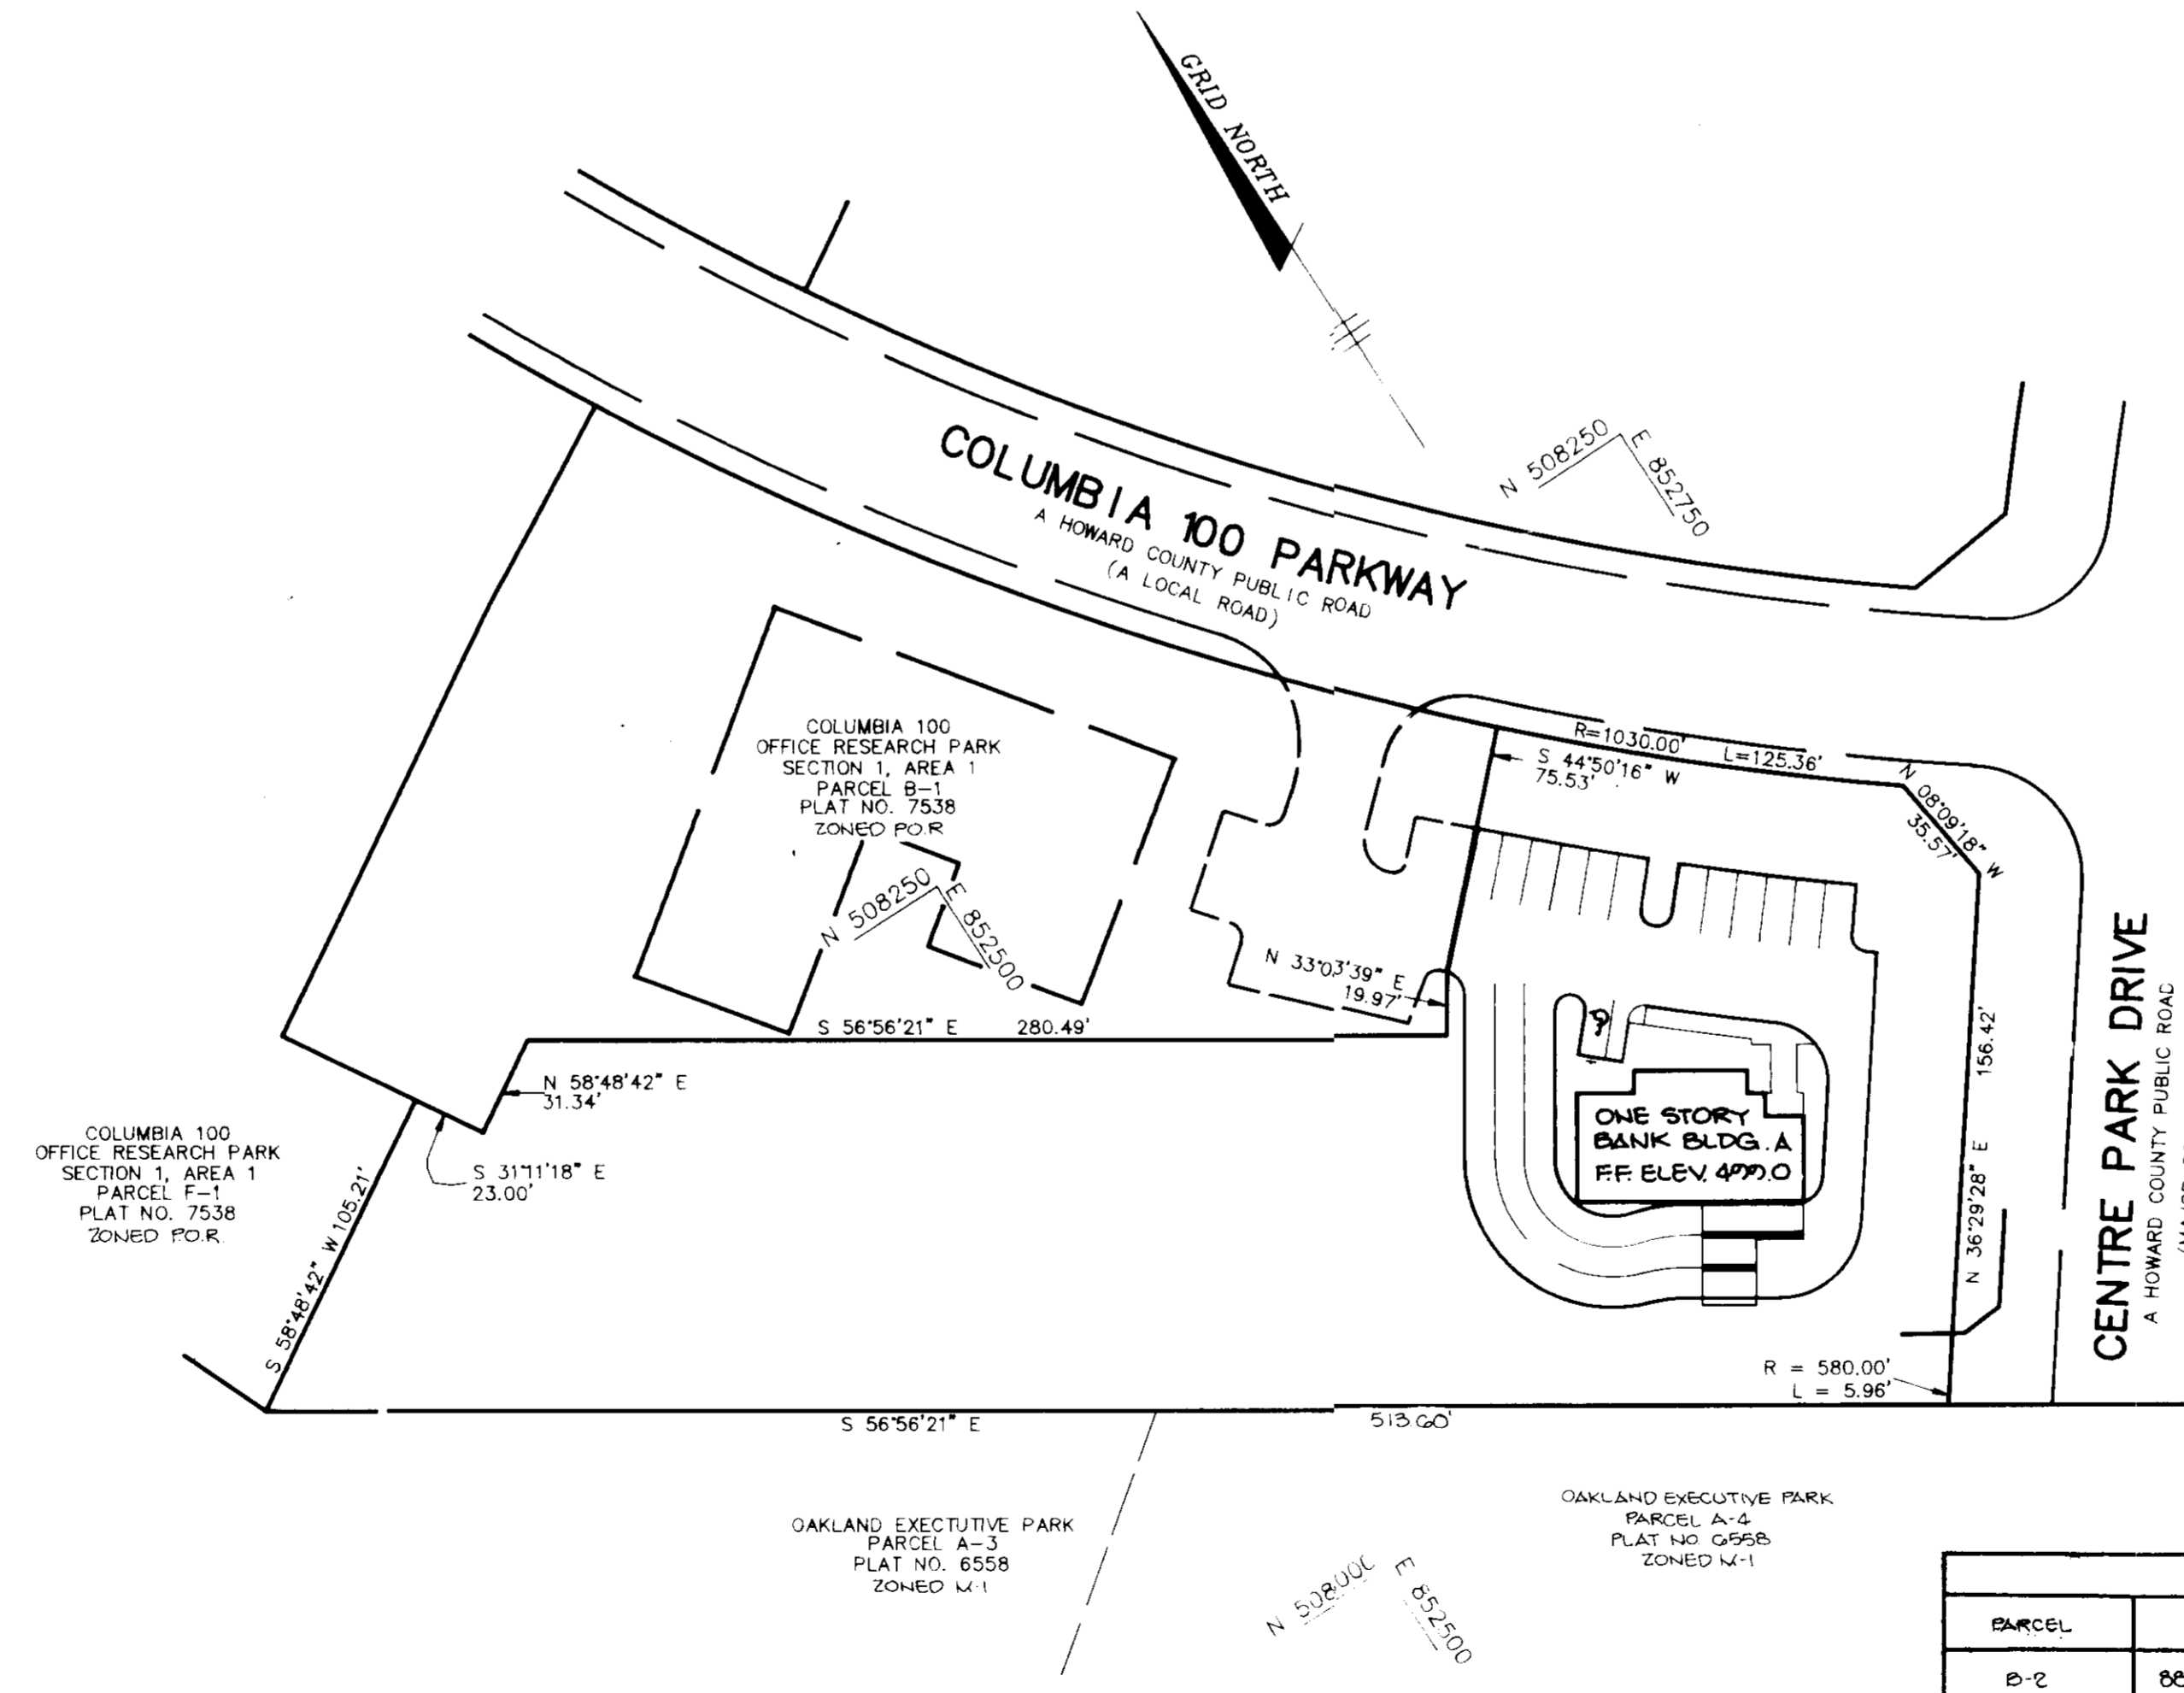 GRID NORTH
N 508250
E 852750
COLUMBIA 100 PARKWAY
A HOWARD COUNTY PUBLIC ROAD
(A LOCAL ROAD)
R=1030.00' L=125.36'
S 44°50'16" W
75.53'
N 08°09'18" W
35.57'
COLUMBIA 100
OFFICE RESEARCH PARK
SECTION 1, AREA 1
PARCEL B-1
PLAT NO. 7538
ZONED P.O.R
N 508250
E 852500
N 33°03'39" E
19.97'
S 56°56'21" E 280.49'
N 58°48'42" E
31.34'
COLUMBIA 100
OFFICE RESEARCH PARK
SECTION 1, AREA 1
PARCEL F-1
PLAT NO. 7538
ZONED P.O.R.
S 31°11'18" E
23.00'
S 58°48'42" W 105.21'
ONE STORY
BANK BLDG. A
F.F. ELEV. 499.0
N 36°29'28" E 156.42'
CENTRE PARK DRIVE
A HOWARD COUNTY PUBLIC ROAD
R = 580.00'
L = 5.96'
S 56°56'21" E 513.60'
OAKLAND EXECTUTIVE PARK
PARCEL A-3
PLAT NO. 6558
ZONED M-1
OAKLAND EXECUTIVE PARK
PARCEL A-4
PLAT NO. 6558
ZONED M-1
N 508000
E 852500
PARCEL
B-2 88